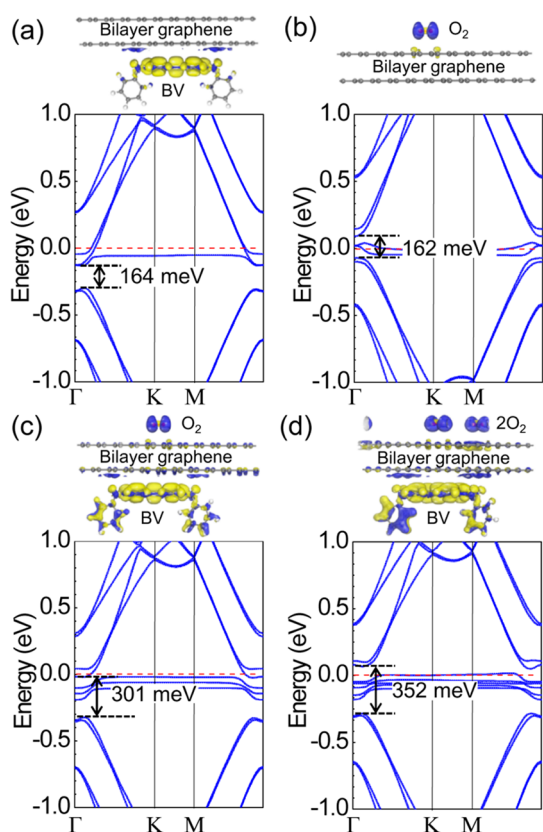 (a)
Bilayer graphene
BV
1.0
0.5
0.0
-0.5
-1.0
Energy (eV)
164 meV
Γ K M
(b)
O₂
Bilayer graphene
1.0
0.5
0.0
-0.5
-1.0
Energy (eV)
162 meV
Γ K M
(c)
O₂
Bilayer graphene
BV
1.0
0.5
0.0
-0.5
-1.0
Energy (eV)
301 meV
Γ K M
(d)
2O₂
Bilayer graphene
BV
1.0
0.5
0.0
-0.5
-1.0
Energy (eV)
352 meV
Γ K M